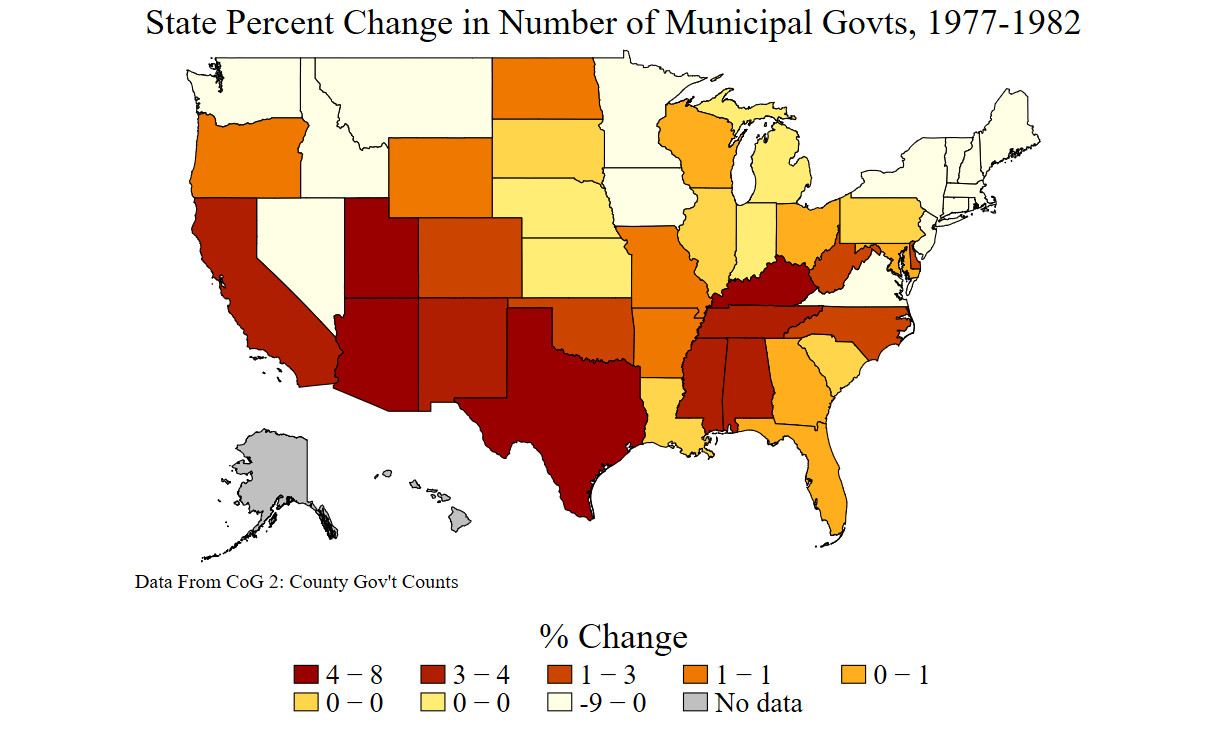 State Percent Change in Number of Municipal Govts, 1977-1982
Data From CoG 2: County Gov't Counts
% Change
4 − 8 3 − 4 1 − 3 1 − 1 0 − 1
0 − 0 0 − 0 -9 − 0 No data